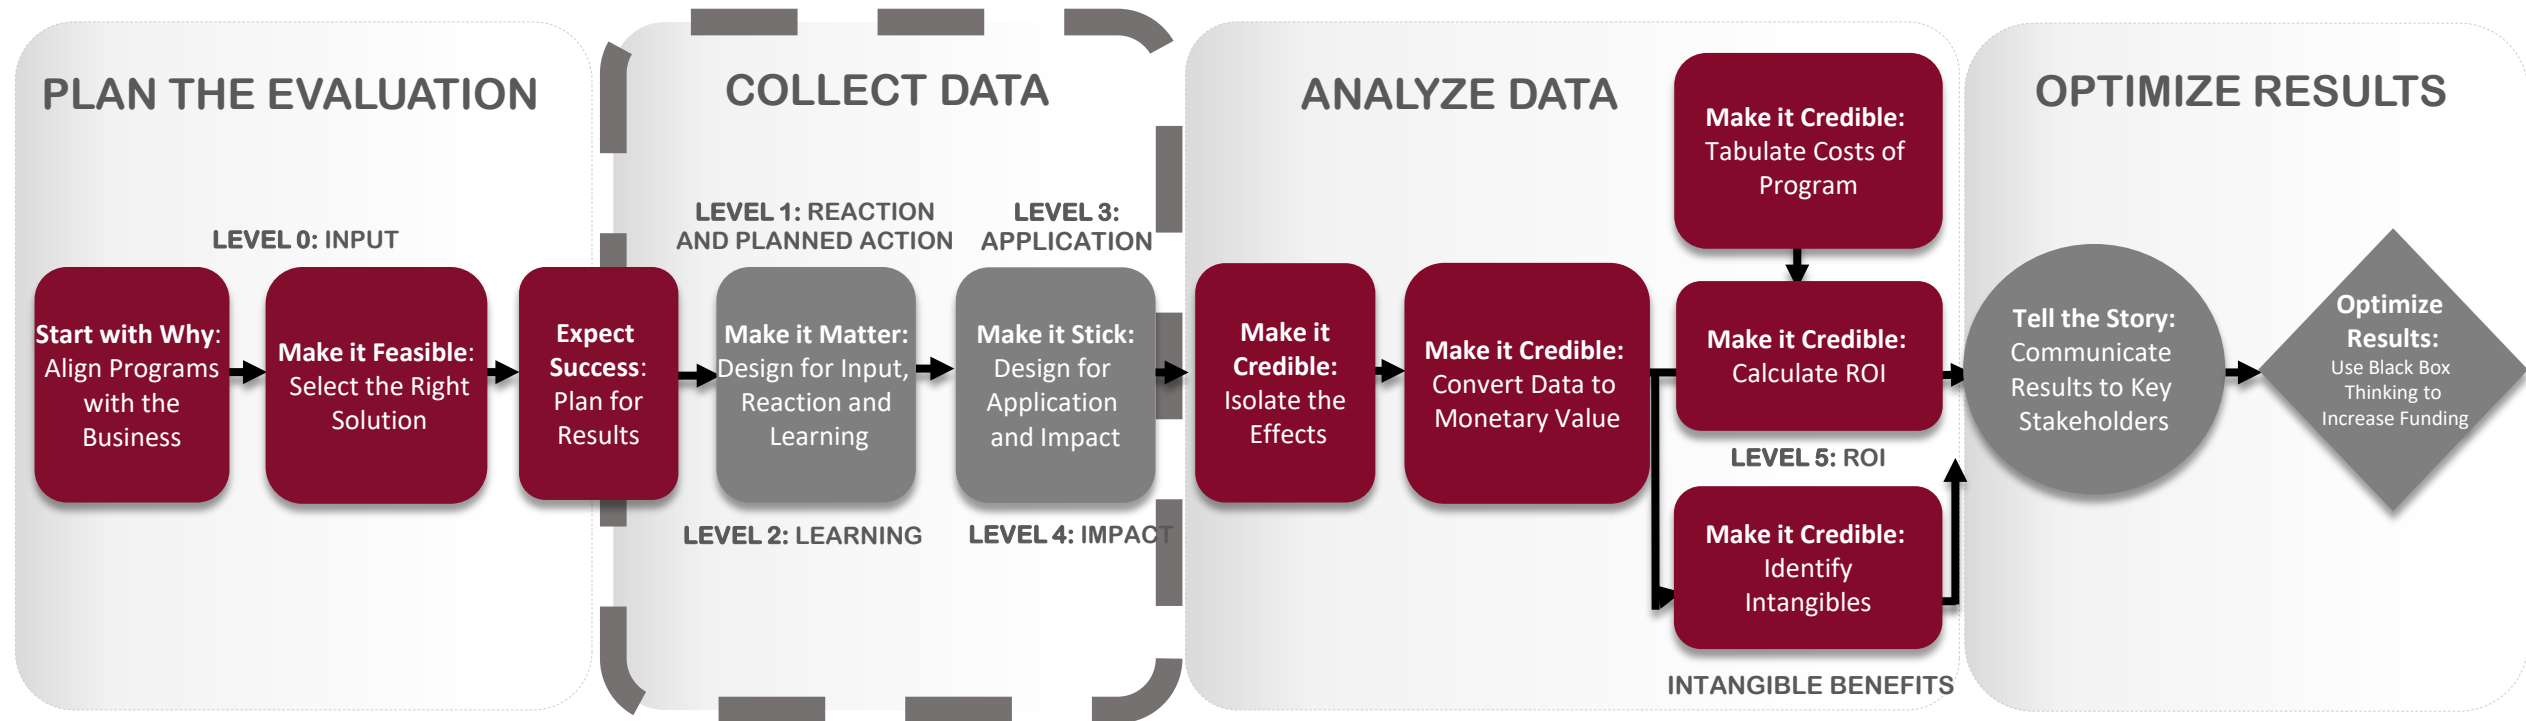 PLAN THE EVALUATION
LEVEL 0: INPUT
Start with Why:
Align Programs
with the
Business
Make it Feasible:
Select the Right
Solution
Expect
Success:
Plan for
Results
COLLECT DATA
LEVEL 1: REACTION
AND PLANNED ACTION
Make it Matter:
Design for Input,
Reaction and
Learning
LEVEL 2: LEARNING
LEVEL 3:
APPLICATION
Make it Stick:
Design for
Application
and Impact
LEVEL 4: IMPACT
ANALYZE DATA
Make it
Credible:
Isolate the
Effects
Make it Credible:
Convert Data to
Monetary Value
Make it Credible:
Tabulate Costs of
Program
Make it Credible:
Calculate ROI
LEVEL 5: ROI
Make it Credible:
Identify
Intangibles
INTANGIBLE BENEFITS
OPTIMIZE RESULTS
Tell the Story:
Communicate
Results to Key
Stakeholders
Optimize
Results:
Use Black Box
Thinking to
Increase Funding